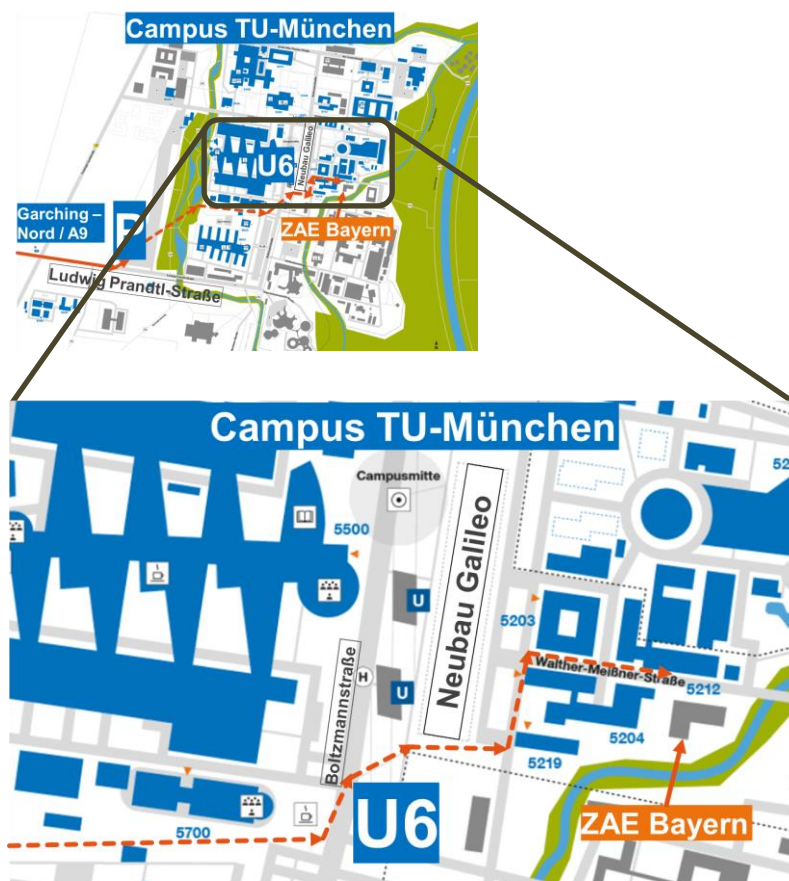 Campus TU-München
Neubau Galileo
U6
Garching –
Nord / A9
P
ZAE Bayern
Ludwig Prandtl-Straße
Campus TU-München
Campusmitte
5500
Neubau Galileo
U
5203
Boltzmannstraße
H
U
Walther-Meißner-Straße
5212
5204
5219
5700
U6
ZAE Bayern